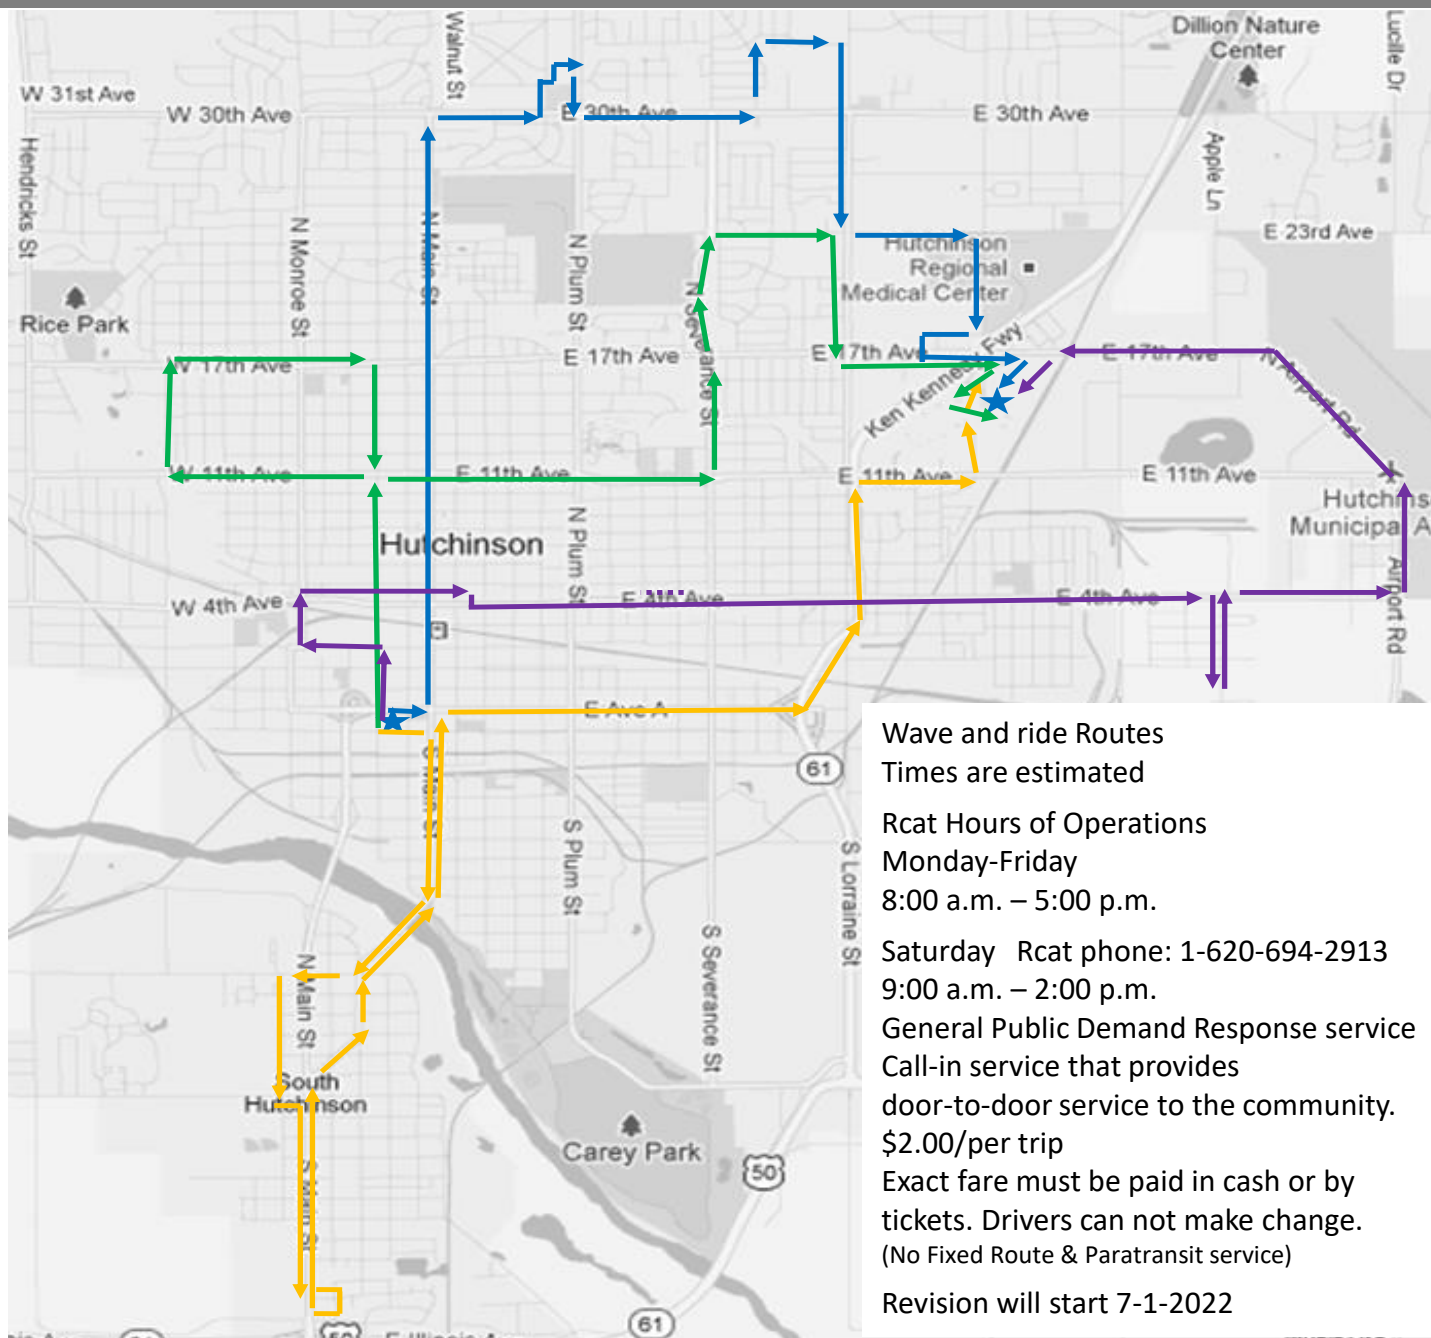 Walnut St
Dillion Nature
Center
Lucille Dr
W 31st Ave
W 30th Ave
E 30th Ave
E 30th Ave
Hendricks St
Apple Ln
N Monroe St
N Main St
N Plum St
E 23rd Ave
Hutchinson
Regional
Medical Center
Rice Park
N Severance St
W 17th Ave
E 17th Ave
E 17th Ave
E 17th Ave
Ken Kennedy Fwy
N Airport Rd
W 11th Ave
E 11th Ave
E 11th Ave
E 11th Ave
Hutchins
Municipal A
Hutchinson
N Plum St
W 4th Ave
E 4th Ave
E 4th Ave
Airport Rd
E Ave A
S Main St
61
S Plum St
S Lorraine St
S Severance St
N Main St
South
Hutchinson
Carey Park
50
S Main St
61
50
Wave and ride Routes
Times are estimated
Rcat Hours of Operations
Monday-Friday
8:00 a.m. – 5:00 p.m.
Saturday   Rcat phone: 1-620-694-2913
9:00 a.m. – 2:00 p.m.
General Public Demand Response service
Call-in service that provides
door-to-door service to the community.
$2.00/per trip
Exact fare must be paid in cash or by
tickets. Drivers can not make change.
(No Fixed Route & Paratransit service)
Revision will start 7-1-2022